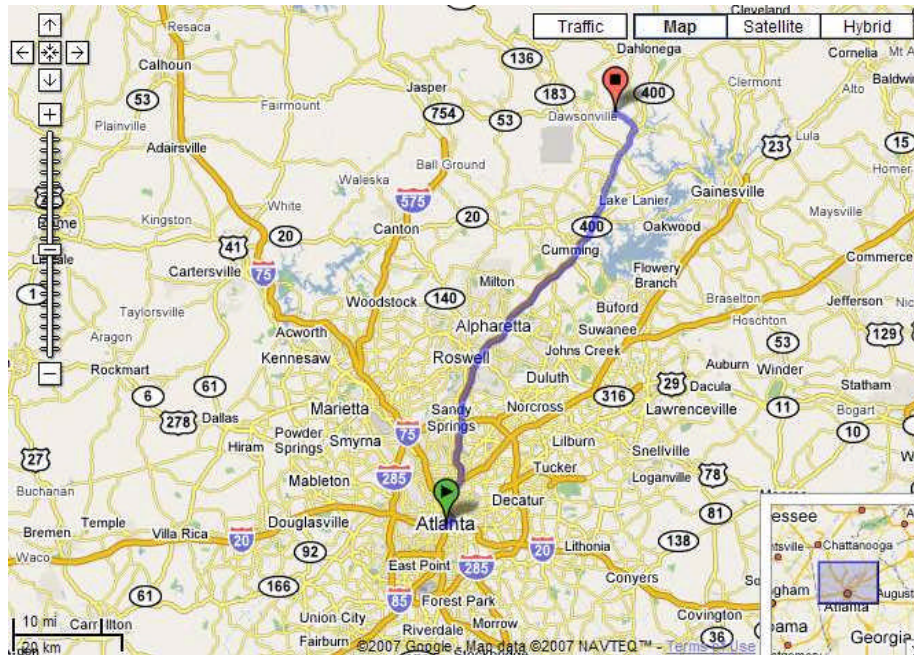 Resaca
Cleveland
Traffic Map Satellite Hybrid
136
Dahlonega
Cornelia
Mt A
Calhoun
Jasper
183
400
Clermont
Alto
Baldwin
53
Fairmount
754
53
Dawsonville
Lula
Plainville
Adairsville
Ball Ground
23
15
Homer
Waleska
575
Gainesville
White
Lake Lanier
Kingston
20
20
400
Oakwood
Maysville
41
Canton
Cumming
Cartersville
75
Milton
Flowery
Branch
Commerce
1
140
Woodstock
Buford
Braselton
Jefferson
Taylorsville
Alpharetta
Suwanee
Hoschton
Aragon
Acworth
Roswell
Johns Creek
53
129
Rockmart
Kennesaw
Duluth
Auburn
Winder
61
316
29
Dacula
Statham
6
Marietta
Sandy
Springs
Norcross
Lawrenceville
11
278
Dallas
Bogart
Powder
Springs
Smyrna
75
Lilburn
Snellville
10
Hiram
27
285
Tucker
Loganville
78
Mableton
Buchanan
Decatur
Bremen
Temple
Villa Rica
20
Douglasville
Atlanta
81
Waco
92
20
Lithonia
138
East Point
285
Conyers
166
61
85
Forest Park
Union City
Covington
10 mi
Riverdale
Morrow
36
20 km
Fairburn
©2007 Google - Map data ©2007 NAVTEQ™ - Terms of Use
Chattanooga
Atlanta
August
Georgia